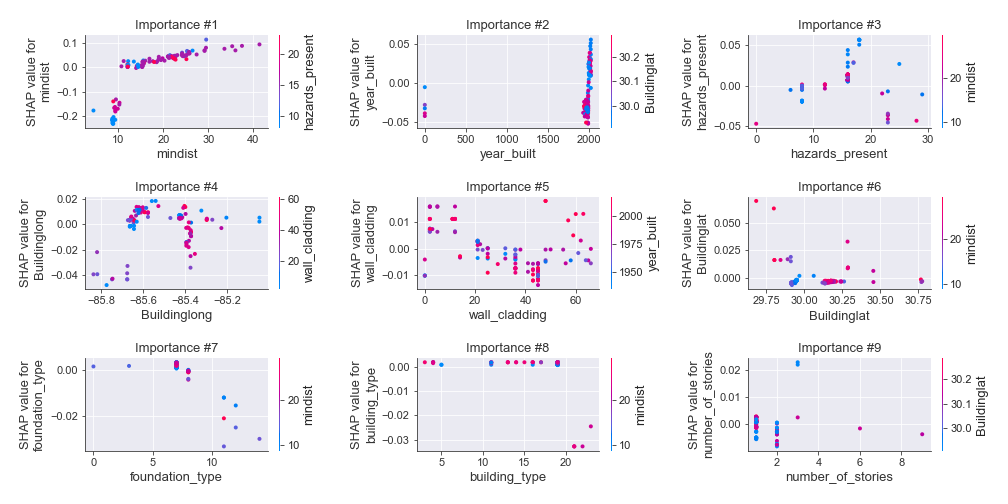 Importance #1
SHAP value for
mindist
0.1
0.0
−0.1
−0.2
10
20
30
40
mindist
20
15
10
hazards_present
Importance #2
SHAP value for
year_built
0.05
0.00
−0.05
0
500
1000
1500
2000
year_built
30.2
30.1
30.0
Buildinglat
Importance #3
SHAP value for
hazards_present
0.05
0.00
−0.05
0
10
20
30
hazards_present
20
10
mindist
Importance #4
SHAP value for
Buildinglong
0.02
0.00
−0.02
−0.04
−85.8
−85.6
−85.4
−85.2
Buildinglong
60
40
20
wall_cladding
Importance #5
SHAP value for
wall_cladding
0.01
0.00
−0.01
0
20
40
60
wall_cladding
2000
1975
1950
year_built
Importance #6
SHAP value for
Buildinglat
0.050
0.025
0.000
29.75
30.00
30.25
30.50
30.75
Buildinglat
20
10
mindist
Importance #7
SHAP value for
foundation_type
0.00
−0.02
0
5
10
foundation_type
20
10
mindist
Importance #8
SHAP value for
building_type
0.00
−0.01
−0.02
−0.03
5
10
15
20
building_type
20
10
mindist
Importance #9
SHAP value for
number_of_stories
0.02
0.01
0.00
2
4
6
8
number_of_stories
30.2
30.1
30.0
Buildinglat